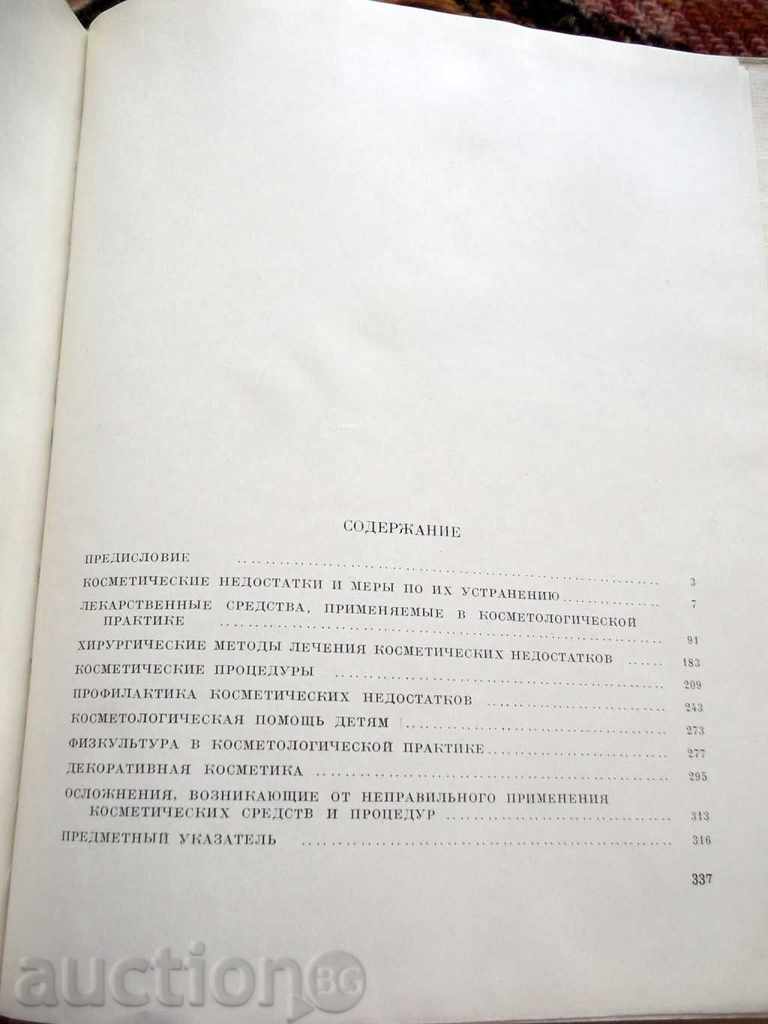 СОДЕРЖАНИЕ
ПРЕДИСЛОВИЕ ........ 3
КОСМЕТИЧЕСКИЕ НЕДОСТАТКИ И МЕРЫ ПО ИХ УСТРАНЕНИЮ ........ 7
ЛЕКАРСТВЕННЫЕ СРЕДСТВА, ПРИМЕНЯЕМЫЕ В КОСМЕТОЛОГИЧЕСКОЙ
ПРАКТИКЕ ........ 91
ХИРУРГИЧЕСКИЕ МЕТОДЫ ЛЕЧЕНИЯ КОСМЕТИЧЕСКИХ НЕДОСТАТКОВ ........ 183
КОСМЕТИЧЕСКИЕ ПРОЦЕДУРЫ ........ 209
ПРОФИЛАКТИКА КОСМЕТИЧЕСКИХ НЕДОСТАТКОВ ........ 243
КОСМЕТОЛОГИЧЕСКАЯ ПОМОЩЬ ДЕТЯМ ........ 273
ФИЗКУЛЬТУРА В КОСМЕТОЛОГИЧЕСКОЙ ПРАКТИКЕ ........ 277
ДЕКОРАТИВНАЯ КОСМЕТИКА ........ 295
ОСЛОЖНЕНИЯ, ВОЗНИКАЮЩИЕ ОТ НЕПРАВИЛЬНОГО ПРИМЕНЕНИЯ
КОСМЕТИЧЕСКИХ СРЕДСТВ И ПРОЦЕДУР ........ 313
ПРЕДМЕТНЫЙ УКАЗАТЕЛЬ ........ 316
337
auction BG